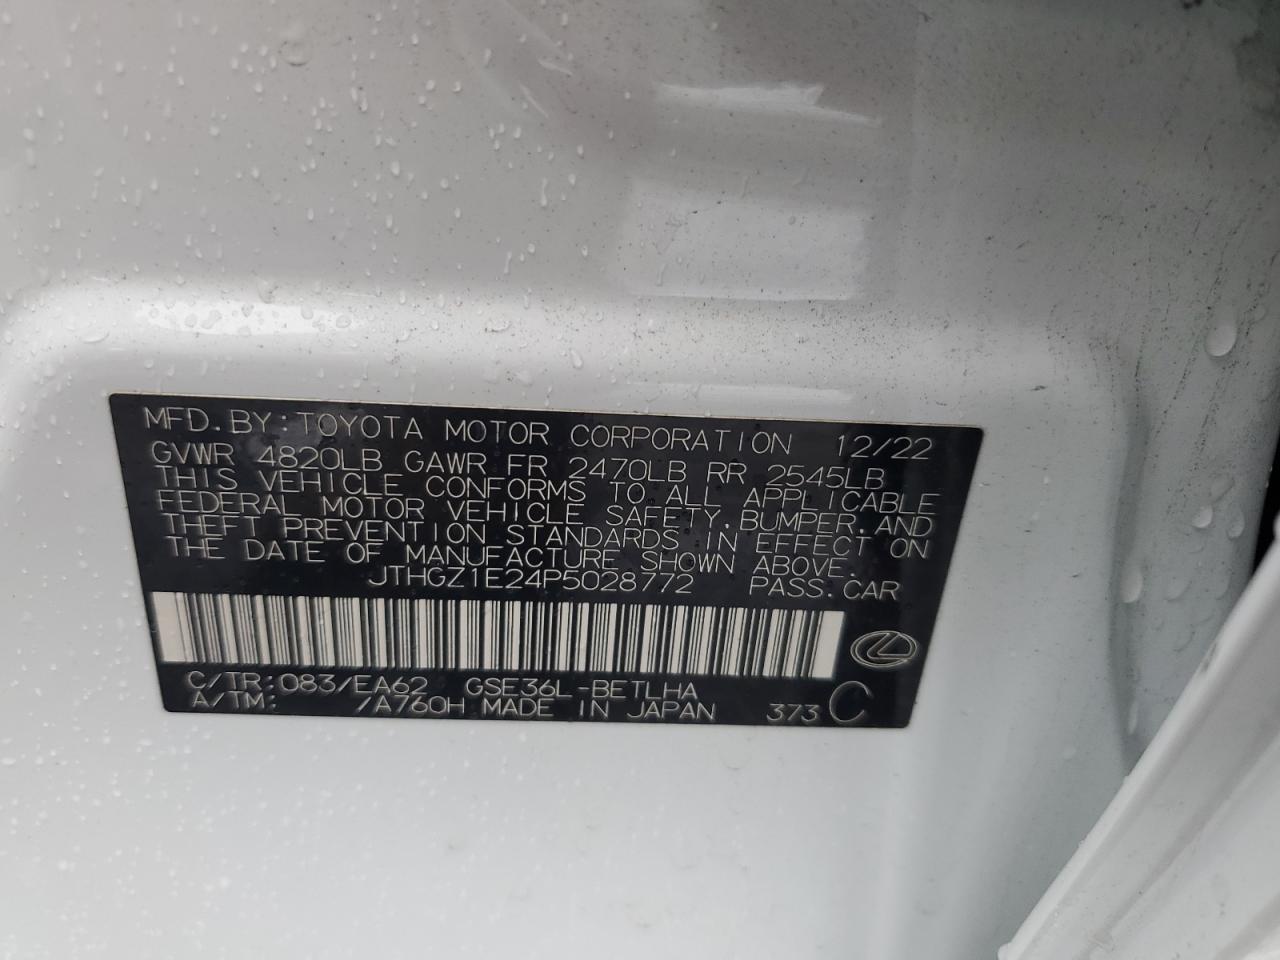 MFD. BY: TOYOTA MOTOR CORPORATION 12/22
GVWR 4820LB GAWR FR 2470LB RR 2545LB
THIS VEHICLE CONFORMS TO ALL APPLICABLE
FEDERAL MOTOR VEHICLE SAFETY, BUMPER, AND
THEFT PREVENTION STANDARDS IN EFFECT ON
THE DATE OF MANUFACTURE SHOWN ABOVE.
JTHGZ1E24P5028772 PASS. CAR
C/TR: 083/EA62 GSE36L-BETLHA
A/TM: /A760H MADE IN JAPAN 373 C